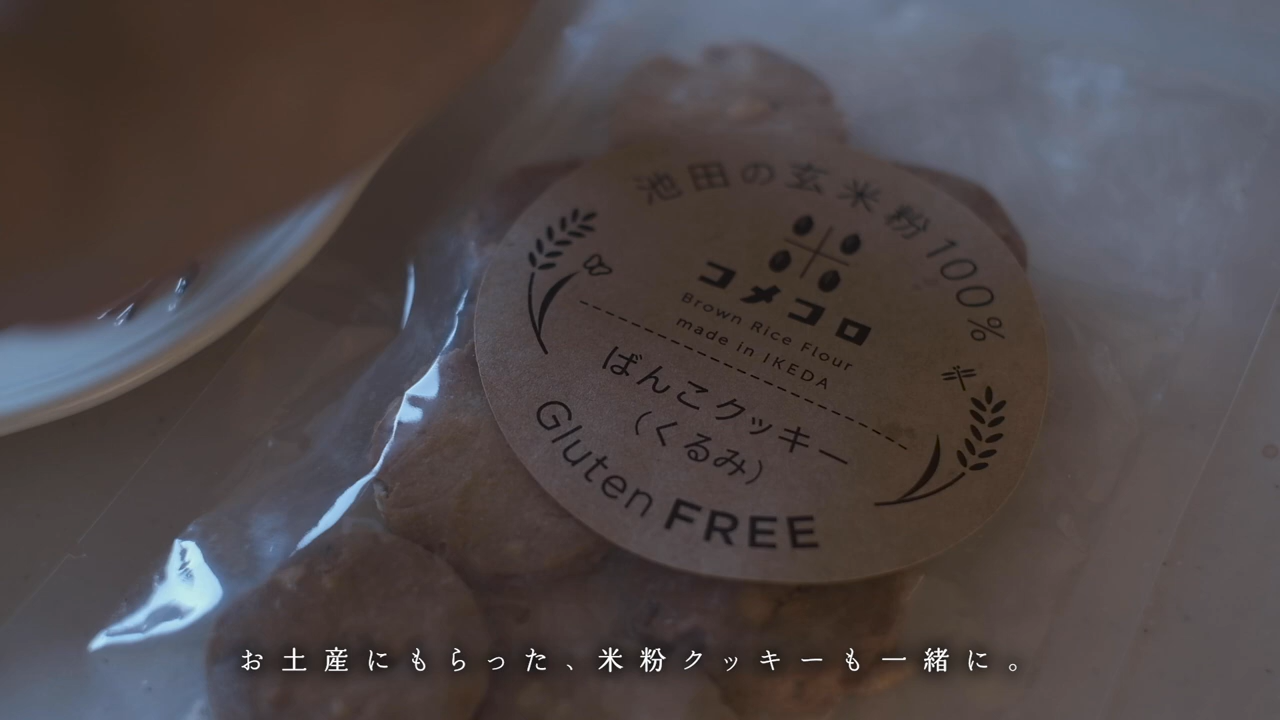 池田の玄米粉100%
コメコロ
Brown Rice Flour
made in IKEDA
ばんこクッキー
(くるみ)
Gluten FREE
お土産にもらった、米粉クッキーも一緒に。